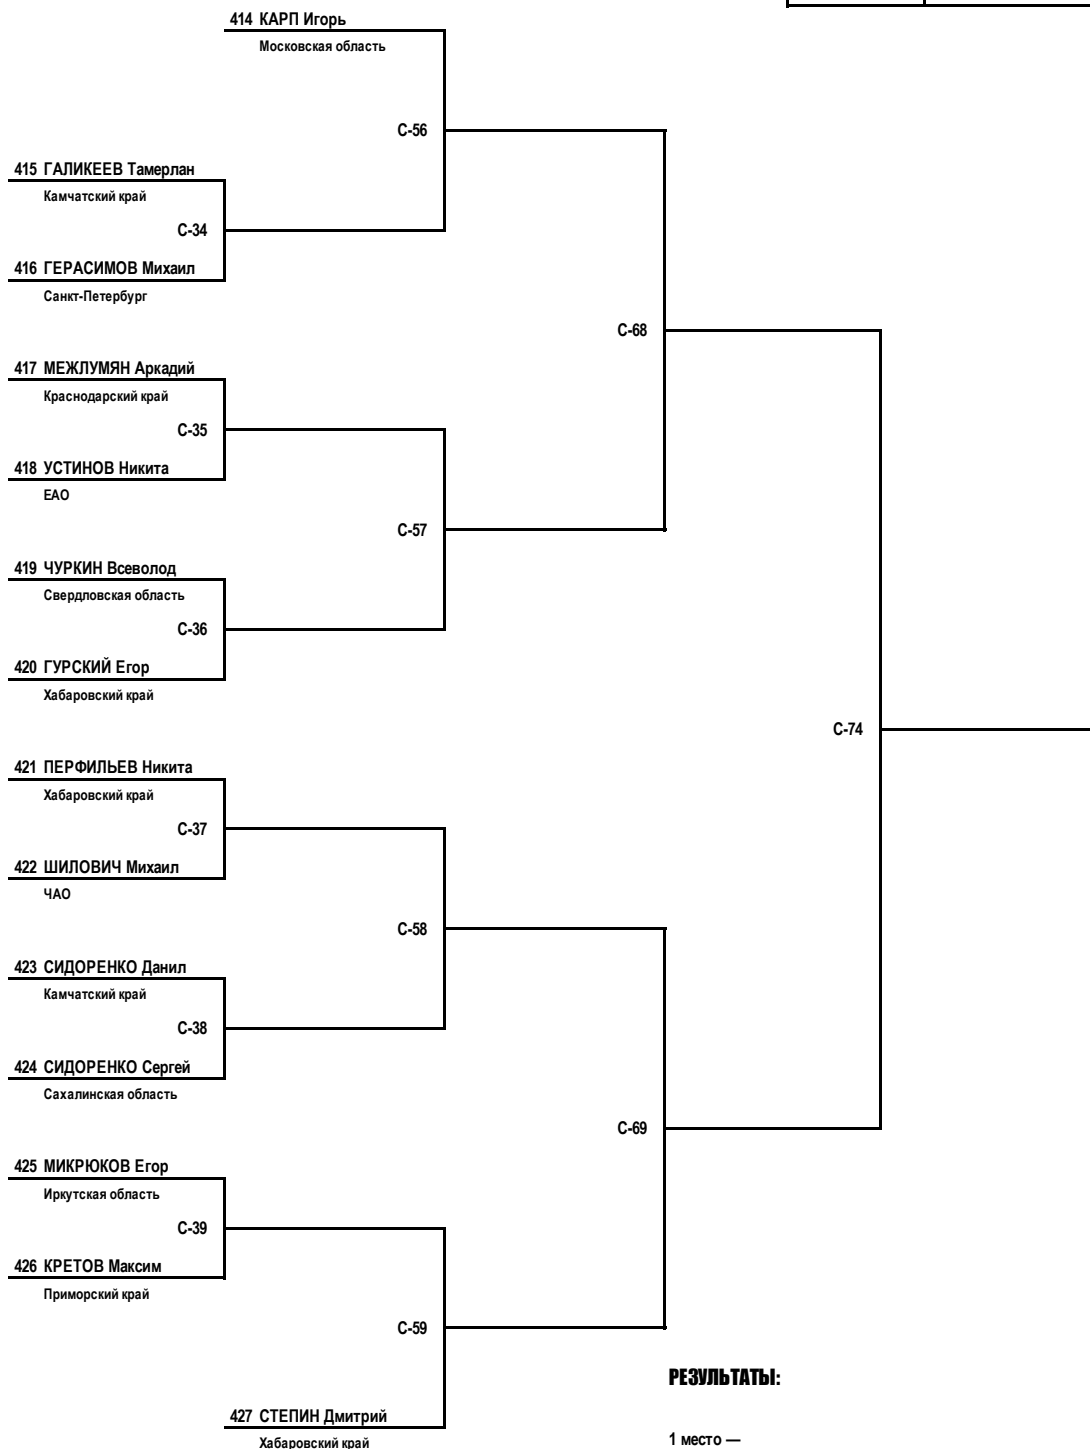 414 КАРП Игорь
Московская область
С-56
415 ГАЛИКЕЕВ Тамерлан
Камчатский край
С-34
416 ГЕРАСИМОВ Михаил
Санкт-Петербург
С-68
417 МЕЖЛУМЯН Аркадий
Краснодарский край
С-35
418 УСТИНОВ Никита
ЕАО
С-57
419 ЧУРКИН Всеволод
Свердловская область
С-36
420 ГУРСКИЙ Егор
Хабаровский край
С-74
421 ПЕРФИЛЬЕВ Никита
Хабаровский край
С-37
422 ШИЛОВИЧ Михаил
ЧАО
С-58
423 СИДОРЕНКО Данил
Камчатский край
С-38
424 СИДОРЕНКО Сергей
Сахалинская область
С-69
425 МИКРЮКОВ Егор
Иркутская область
С-39
426 КРЕТОВ Максим
Приморский край
С-59
РЕЗУЛЬТАТЫ:
427 СТЕПИН Дмитрий
Хабаровский край
1 место —